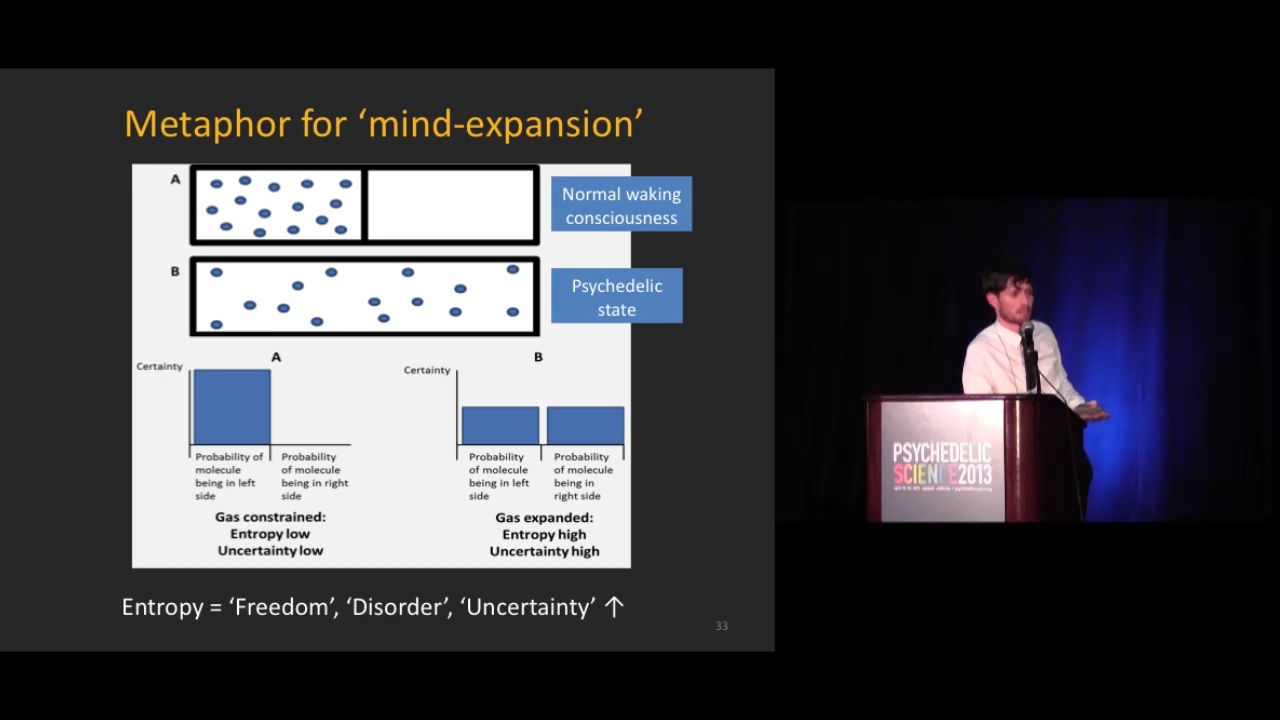 Metaphor for ‘mind-expansion’
A
Normal waking
consciousness
B
Psychedelic
state
A
Certainty
Probability of
molecule
being in left
side
Probability
of molecule
being in right
side
Gas constrained:
Entropy low
Uncertainty low
B
Certainty
Probability
of molecule
being in left
side
Probability
of molecule
being in
right side
Gas expanded:
Entropy high
Uncertainty high
Entropy = ‘Freedom’, ‘Disorder’, ‘Uncertainty’ ↑
33
PSYCHEDELIC
SCIENCE2013